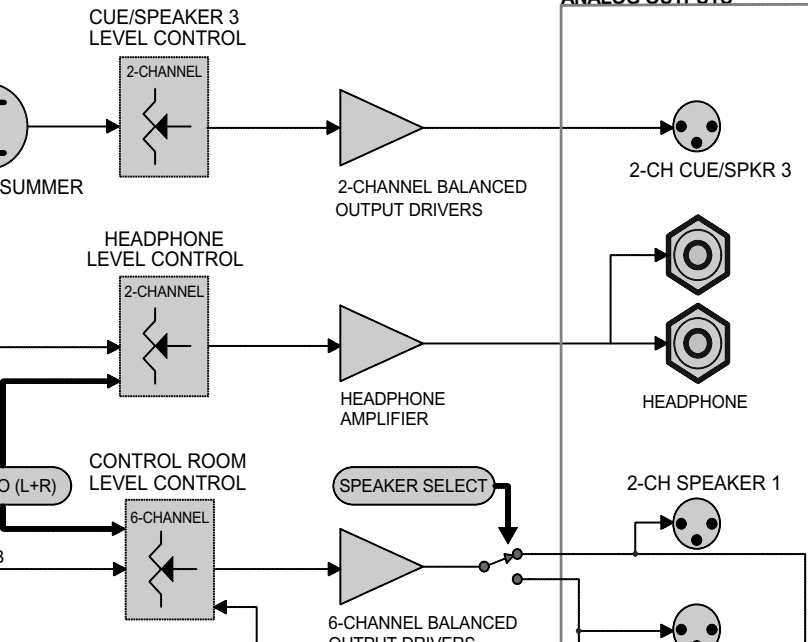 ANALOG OUTPUTS
CUE/SPEAKER 3
LEVEL CONTROL
2-CHANNEL
SUMMER
2-CHANNEL BALANCED
OUTPUT DRIVERS
2-CH CUE/SPKR 3
HEADPHONE
LEVEL CONTROL
2-CHANNEL
HEADPHONE
AMPLIFIER
HEADPHONE
CONTROL ROOM
LEVEL CONTROL
O (L+R)
6-CHANNEL
SPEAKER SELECT
2-CH SPEAKER 1
6-CHANNEL BALANCED
OUTPUT DRIVERS